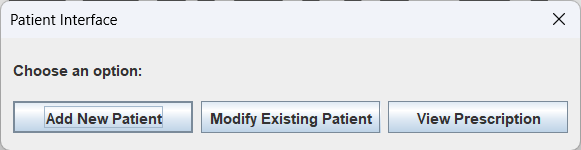 Patient Interface
Choose an option:
Add New Patient Modify Existing Patient View Prescription